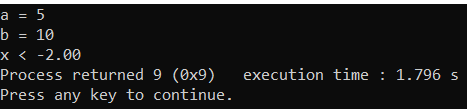 a = 5
b = 10
x < -2.00
Process returned 9 (0x9)   execution time : 1.796 s
Press any key to continue.